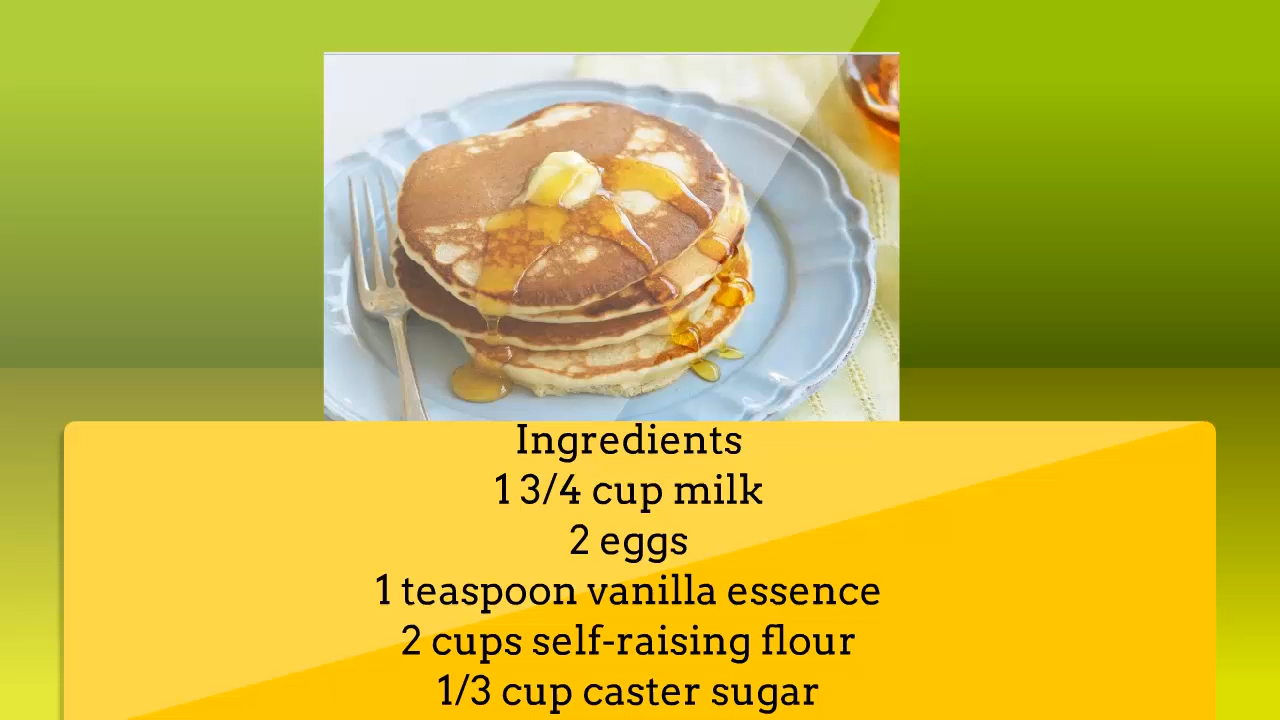 Ingredients
1 3/4 cup milk
2 eggs
1 teaspoon vanilla essence
2 cups self-raising flour
1/3 cup caster sugar